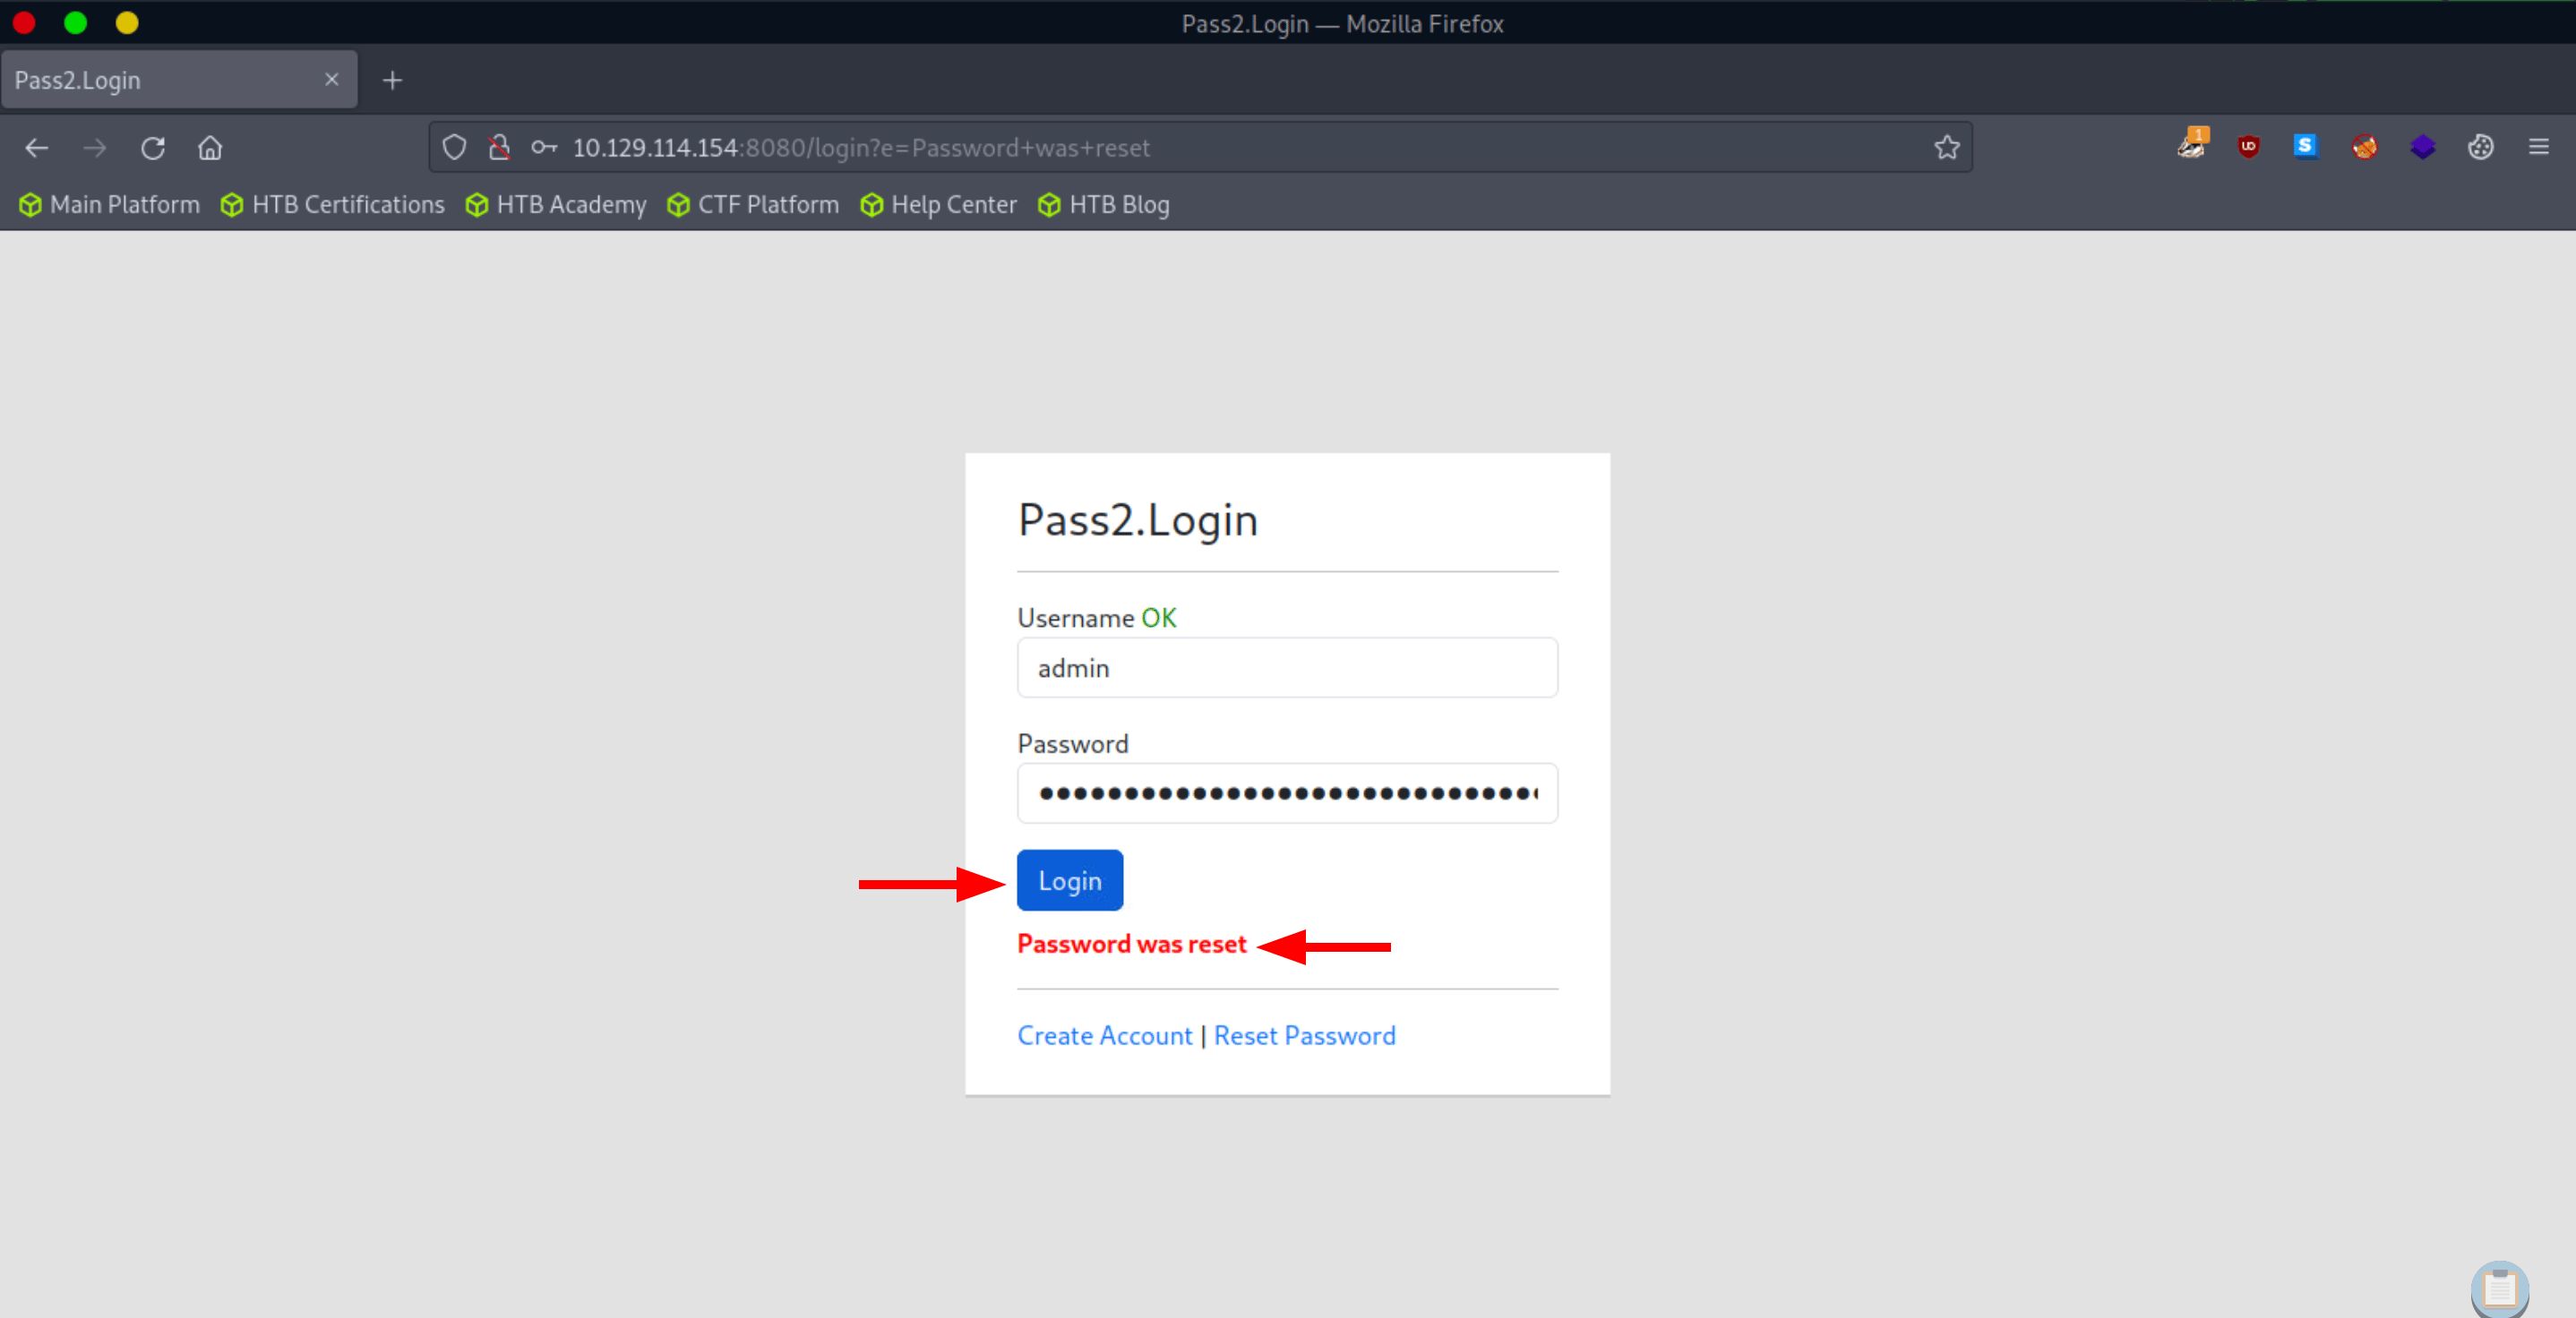 Pass2.Login — Mozilla Firefox
Pass2.Login
10.129.114.154:8080/login?e=Password+was+reset
1
UD
S
Main Platform HTB Certifications HTB Academy CTF Platform Help Center HTB Blog
Pass2.Login
Username OK
admin
Password
Login
Password was reset
Create Account | Reset Password